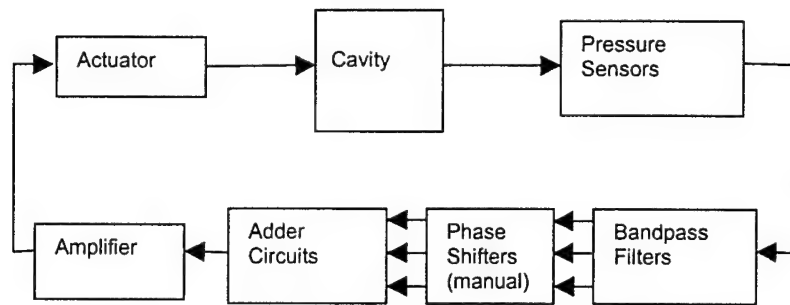 Actuator
Cavity
Pressure
Sensors
Amplifier
Adder
Circuits
Phase
Shifters
(manual)
Bandpass
Filters